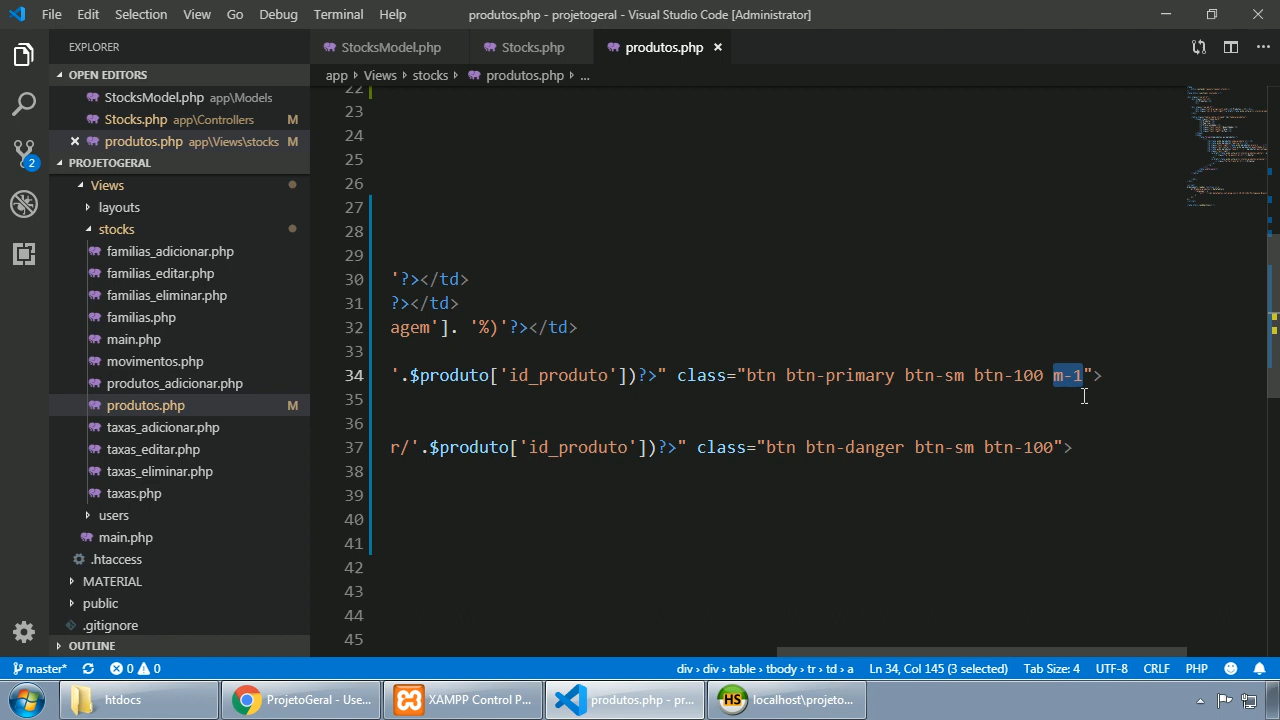 File Edit Selection View Go Debug Terminal Help
produtos.php - projetogeral - Visual Studio Code [Administrator]
EXPLORER
StocksModel.php
Stocks.php
produtos.php
OPEN EDITORS
app Views stocks produtos.php ...
StocksModel.php app\Models
Stocks.php app\Controllers M
produtos.php app\Views\stocks M
PROJETOGERAL
Views
layouts
stocks
familias_adicionar.php
familias_editar.php
familias_eliminar.php
familias.php
main.php
movimentos.php
produtos_adicionar.php
produtos.php M
taxas_adicionar.php
taxas_editar.php
taxas_eliminar.php
taxas.php
users
main.php
.htaccess
MATERIAL
public
.gitignore
OUTLINE
2
22
23
24
25
26
27
28
29
30 '?></td>
31 ?></td>
32 agem']. '%)'?></td>
33
34 '.$produto['id_produto'])?>" class="btn btn-primary btn-sm btn-100 m-1">
35
36
37 r/'.$produto['id_produto'])?>" class="btn btn-danger btn-sm btn-100">
38
39
40
41
42
43
44
45
master* 0 0
div › div › table › tbody › tr › td › a
Ln 34, Col 145 (3 selected) Tab Size: 4 UTF-8 CRLF PHP
htdocs
ProjetoGeral - Use...
XAMPP Control P...
produtos.php - pr...
HS localhost\projeto...